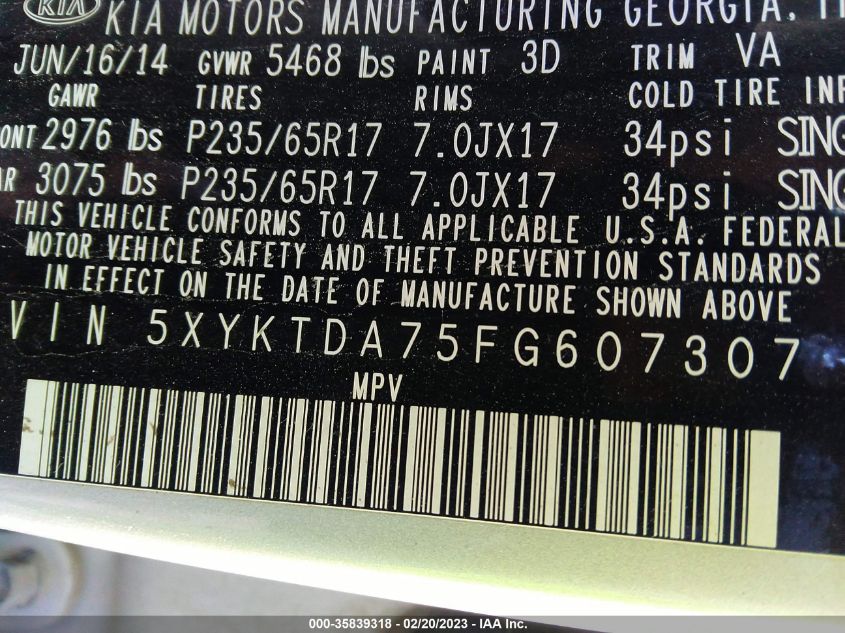 KIA KIA MOTORS MANUFACTURING GEORGIA,
JUN/16/14 GVWR 5468 lbs PAINT 3D TRIM VA
GAWR TIRES RIMS COLD TIRE
2976 lbs P235/65R17 7.0JX17 34psi
3075 lbs P235/65R17 7.0JX17 34psi
THIS VEHICLE CONFORMS TO ALL APPLICABLE U.S.A. FEDERAL
MOTOR VEHICLE SAFETY AND THEFT PREVENTION STANDARDS
IN EFFECT ON THE DATE OF MANUFACTURE SHOWN ABOVE
VIN 5XYKTDA75FG607307
MPV
000-35839318 - 02/20/2023 - IAA Inc.